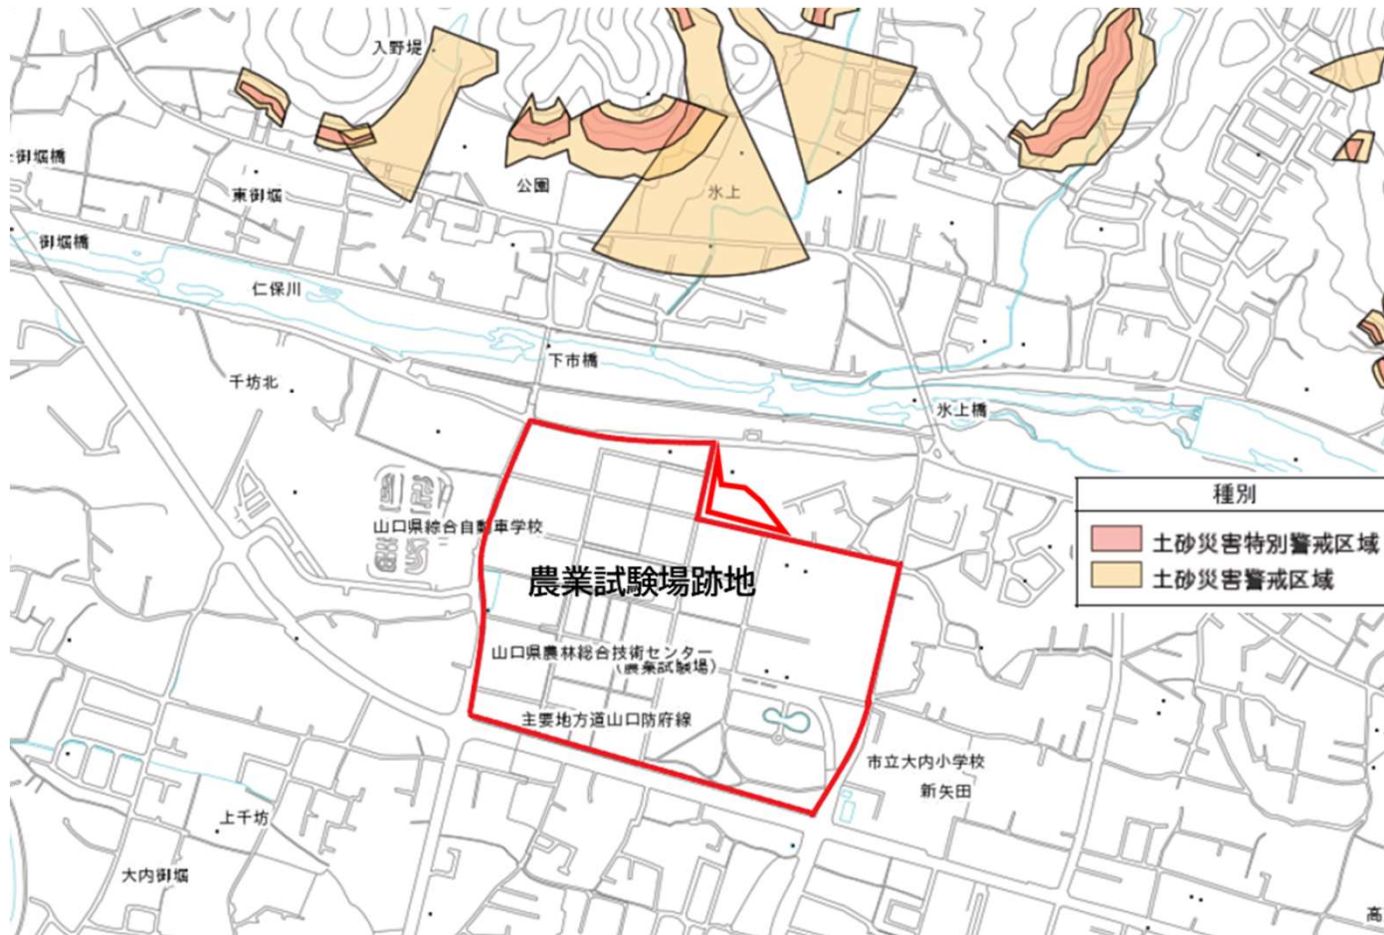 入野堤
御堀橋
東御堀
公園
氷上
御堀橋
仁保川
下市橋
千坊北
氷上橋
種別
土砂災害特別警戒区域
土砂災害警戒区域
山口県総合自動車学校
農業試験場跡地
山口県農林総合技術センター
(農業試験場)
主要地方道山口防府線
市立大内小学校
新矢田
上千坊
大内御堀
高